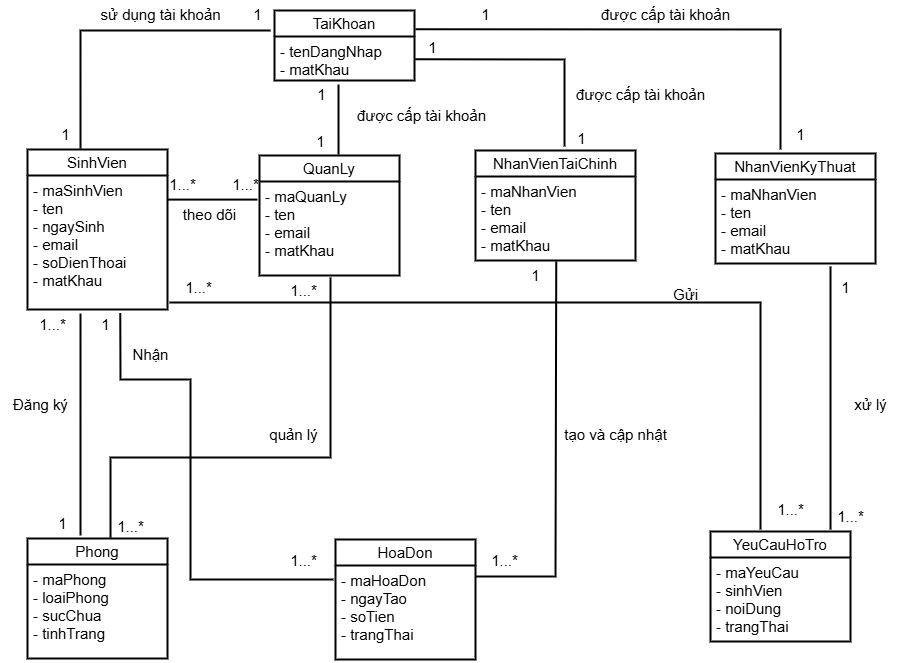 sử dụng tài khoản
1
TaiKhoan
1
được cấp tài khoản
- tenDangNhap
- matKhau
1
1
được cấp tài khoản
được cấp tài khoản
1
1
1
1
SinhVien
- maSinhVien
- ten
- ngaySinh
- email
- soDienThoai
- matKhau
1...*
1...*
theo dõi
QuanLy
- maQuanLy
- ten
- email
- matKhau
NhanVienTaiChinh
- maNhanVien
- ten
- email
- matKhau
NhanVienKyThuat
- maNhanVien
- ten
- email
- matKhau
1...*
1...*
1
Gửi
1
1...*
1
Nhận
Đăng ký
quản lý
tạo và cập nhật
xử lý
1
1...*
1...*
1...*
1...*
1...*
Phong
- maPhong
- loaiPhong
- sucChua
- tinhTrang
HoaDon
- maHoaDon
- ngayTao
- soTien
- trangThai
YeuCauHoTro
- maYeuCau
- sinhVien
- noiDung
- trangThai